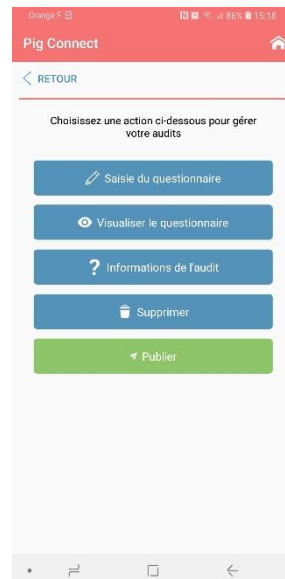 Orange F 86% 15:18
Pig Connect
RETOUR
Choisissez une action ci-dessous pour gérer
votre audits
Saisie du questionnaire
Visualiser le questionnaire
? Informations de l'audit
Supprimer
Publier